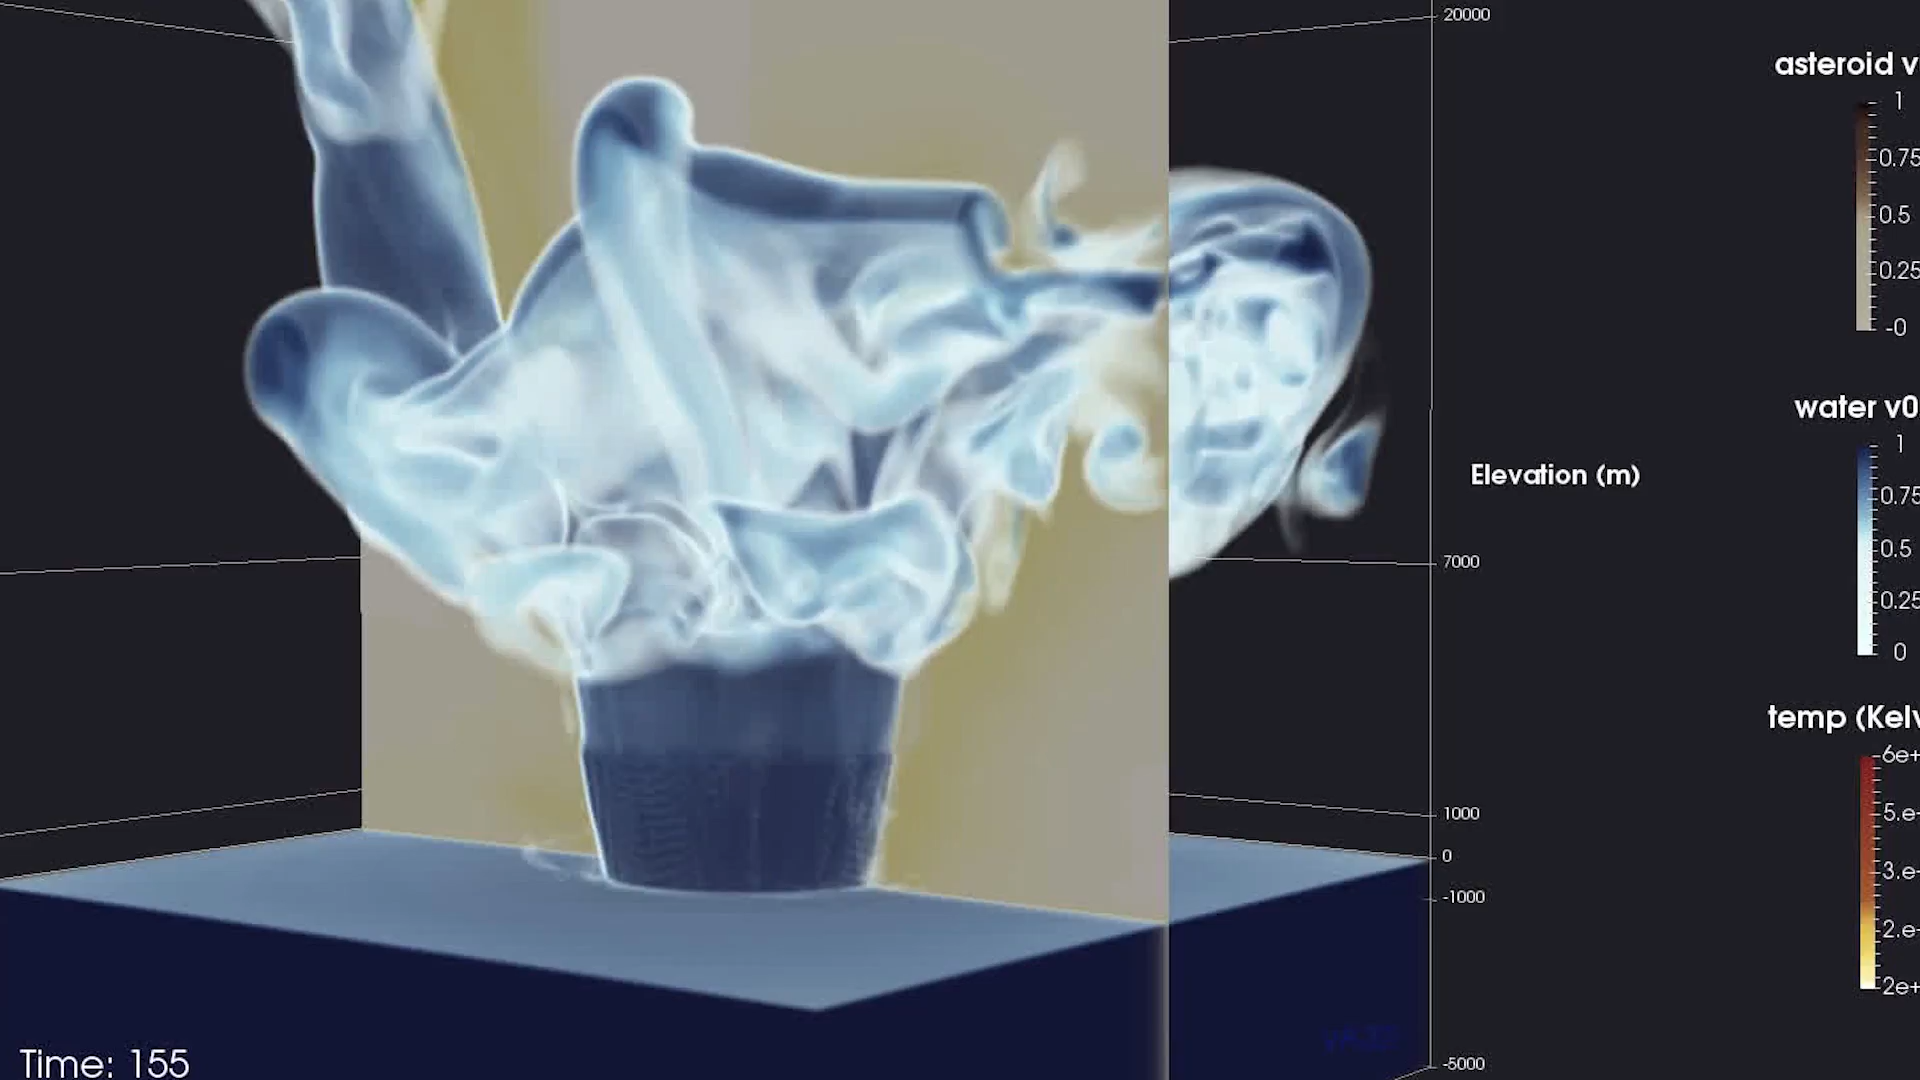 20000
asteroid v
1
0.75
0.5
0.25
-0
water v0
1
0.75
0.5
0.25
0
Elevation (m)
7000
temp (Kelv
6e+
5.e-
3.e-
2.e-
2e+
1000
0
-1000
-5000
Time: 155